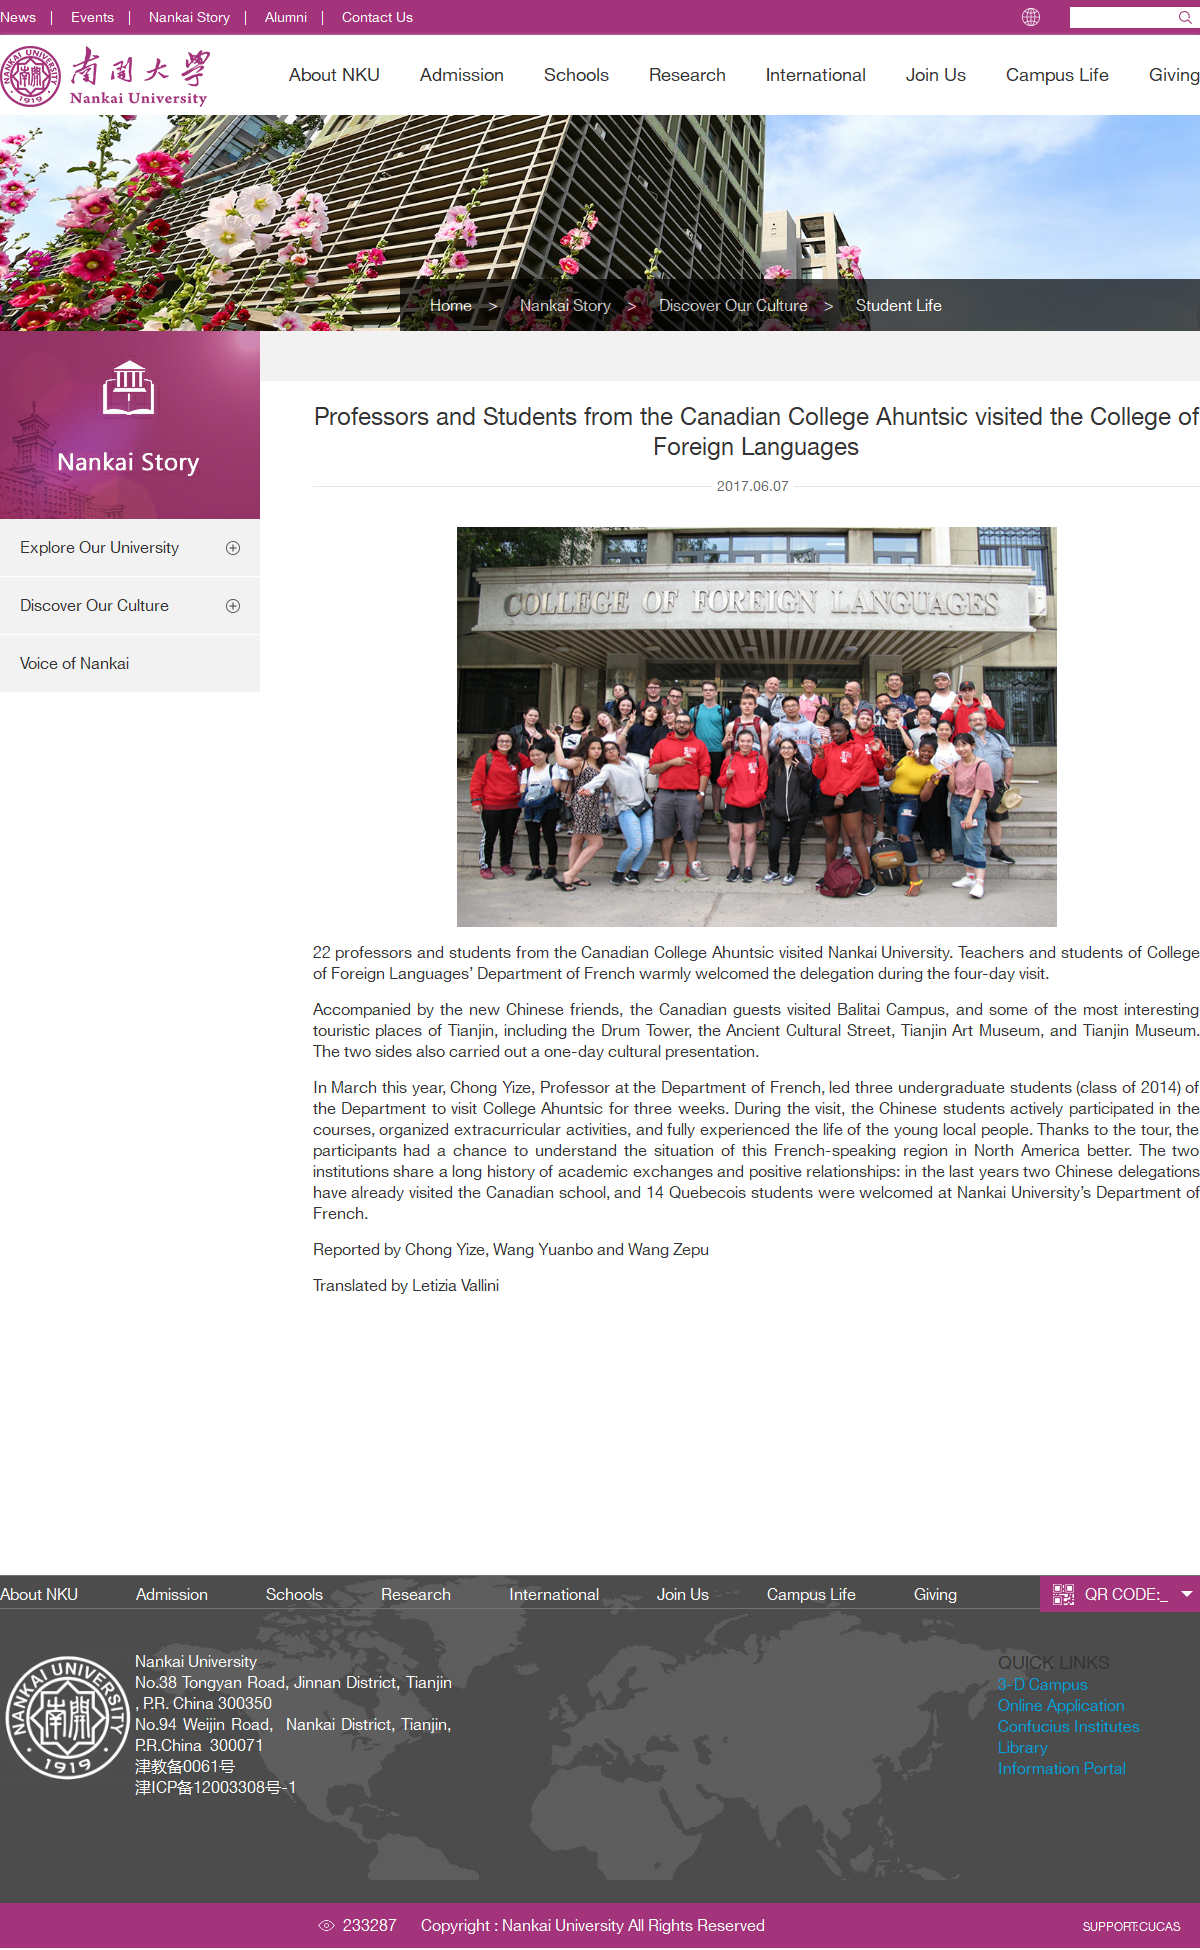 News | Events | Nankai Story | Alumni | Contact Us
NANKAI UNIVERSITY
1919
南開大學
Nankai University
About NKU Admission Schools Research International Join Us Campus Life Giving
Home > Nankai Story > Discover Our Culture > Student Life
Nankai Story
Explore Our University
Discover Our Culture
Voice of Nankai
Professors and Students from the Canadian College Ahuntsic visited the College of
Foreign Languages
2017.06.07
COLLEGE OF FOREIGN LANGUAGES
22 professors and students from the Canadian College Ahuntsic visited Nankai University. Teachers and students of College
of Foreign Languages’ Department of French warmly welcomed the delegation during the four-day visit.
Accompanied by the new Chinese friends, the Canadian guests visited Balitai Campus, and some of the most interesting
touristic places of Tianjin, including the Drum Tower, the Ancient Cultural Street, Tianjin Art Museum, and Tianjin Museum.
The two sides also carried out a one-day cultural presentation.
In March this year, Chong Yize, Professor at the Department of French, led three undergraduate students (class of 2014) of
the Department to visit College Ahuntsic for three weeks. During the visit, the Chinese students actively participated in the
courses, organized extracurricular activities, and fully experienced the life of the young local people. Thanks to the tour, the
participants had a chance to understand the situation of this French-speaking region in North America better. The two
institutions share a long history of academic exchanges and positive relationships: in the last years two Chinese delegations
have already visited the Canadian school, and 14 Quebecois students were welcomed at Nankai University’s Department of
French.
Reported by Chong Yize, Wang Yuanbo and Wang Zepu
Translated by Letizia Vallini
About NKU Admission Schools Research International Join Us Campus Life Giving
QR CODE:_
NANKAI UNIVERSITY
南開
1919
Nankai University
No.38 Tongyan Road, Jinnan District, Tianjin
, P.R. China 300350
No.94 Weijin Road, Nankai District, Tianjin,
P.R.China 300071
津教备0061号
津ICP备12003308号-1
QUICK LINKS
3-D Campus
Online Application
Confucius Institutes
Library
Information Portal
233287 Copyright : Nankai University All Rights Reserved
SUPPORT:CUCAS